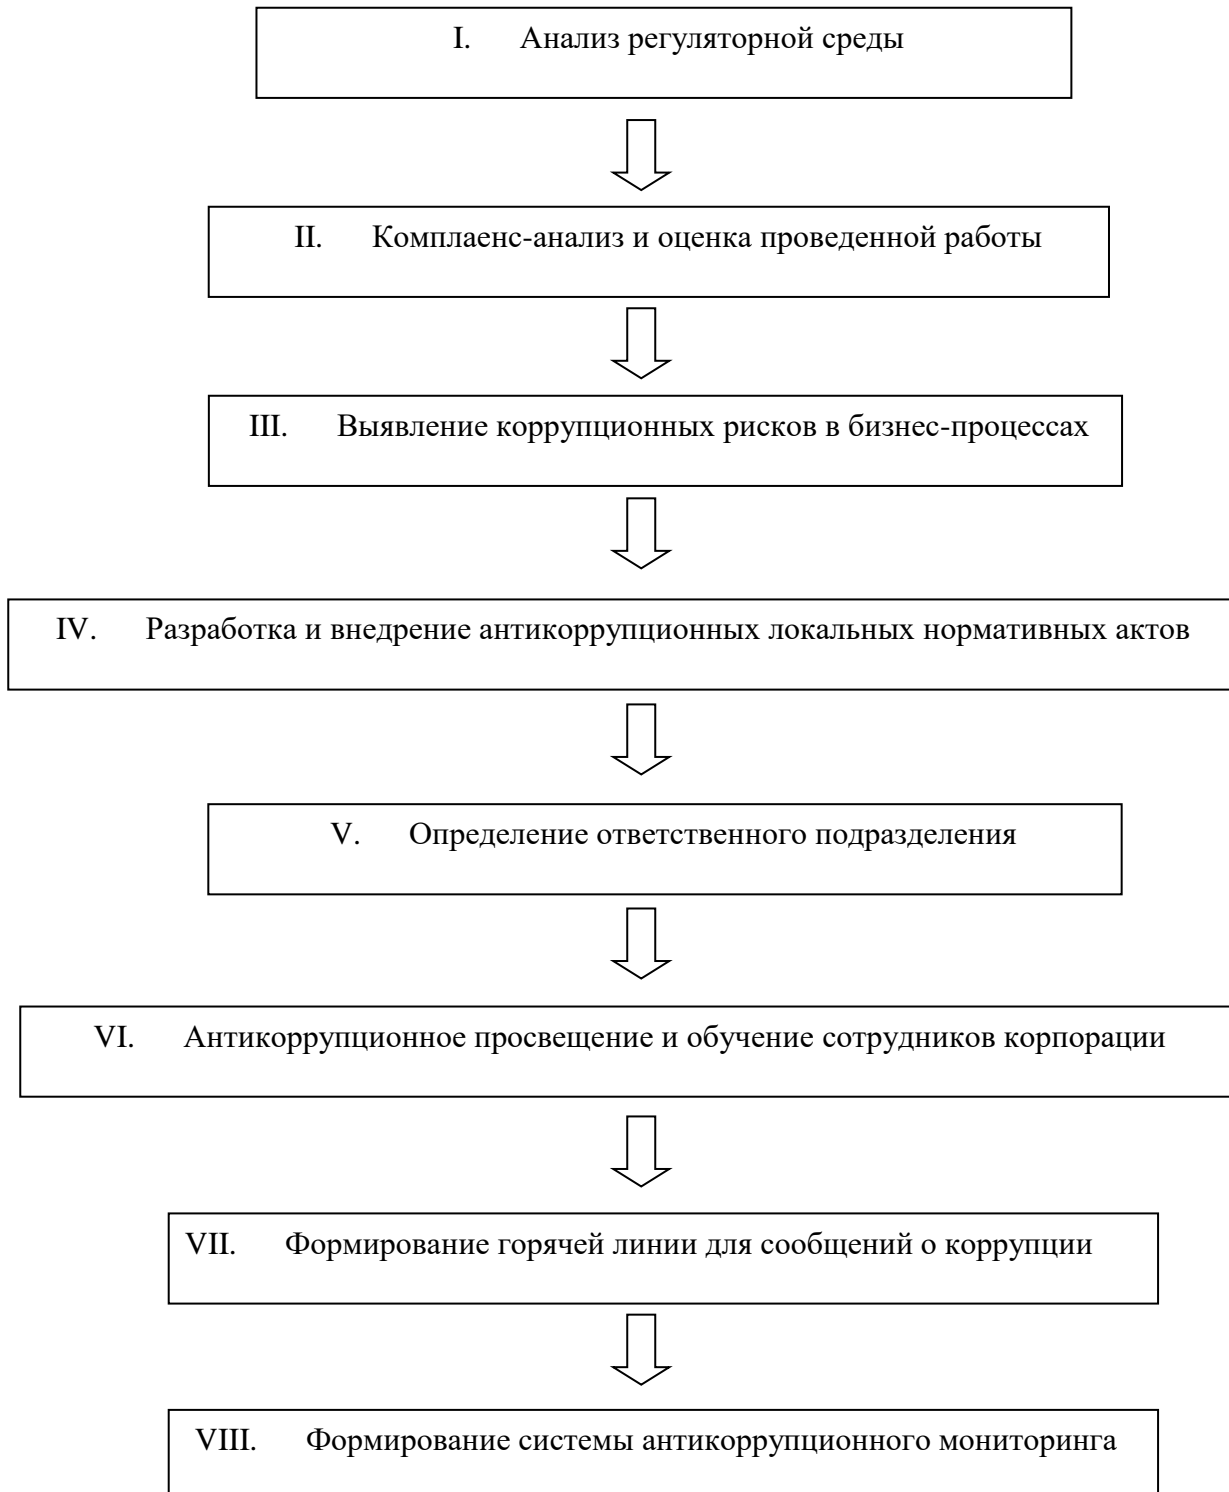 I. Анализ регуляторной среды
II. Комплаенс-анализ и оценка проведенной работы
III. Выявление коррупционных рисков в бизнес-процессах
IV. Разработка и внедрение антикоррупционных локальных нормативных актов
V. Определение ответственного подразделения
VI. Антикоррупционное просвещение и обучение сотрудников корпорации
VII. Формирование горячей линии для сообщений о коррупции
VIII. Формирование системы антикоррупционного мониторинга